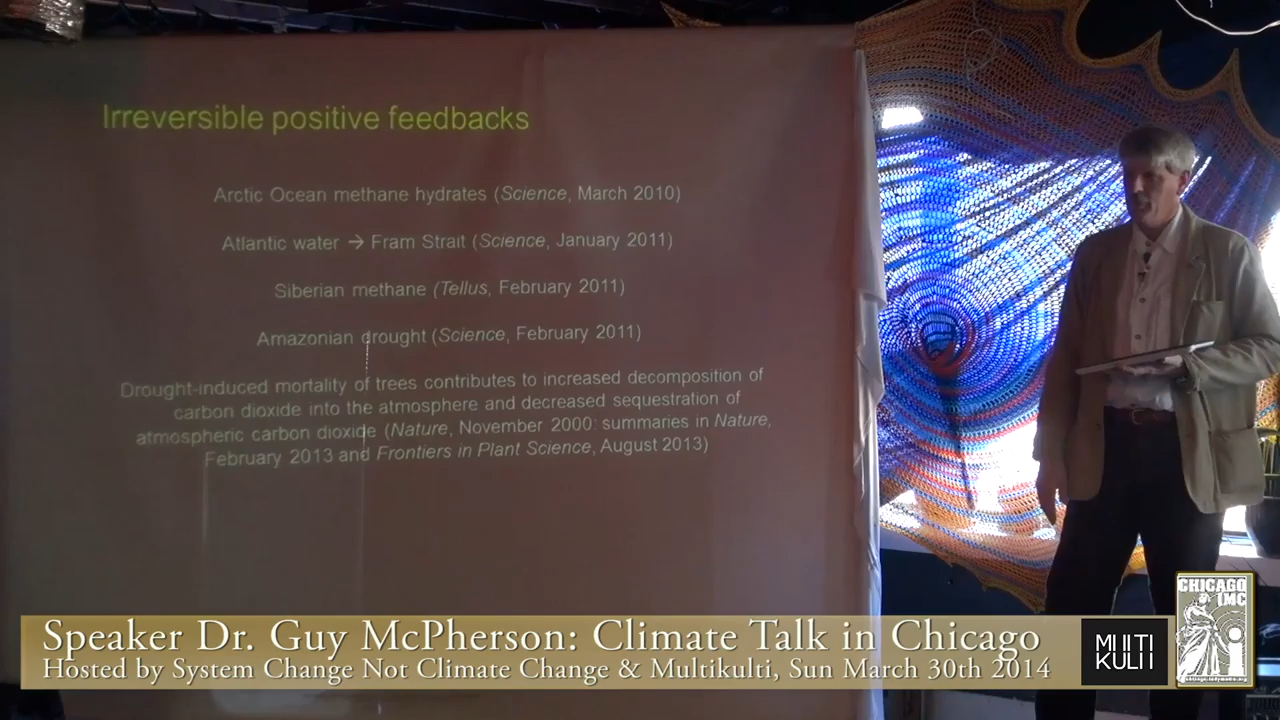 Irreversible positive feedbacks
Arctic Ocean methane hydrates (Science, March 2010)
Atlantic water → Fram Strait (Science, January 2011)
Siberian methane (Tellus, February 2011)
Amazonian drought (Science, February 2011)
Drought-induced mortality of trees contributes to increased decomposition of
carbon dioxide into the atmosphere and decreased sequestration of
atmospheric carbon dioxide (Nature, November 2000: summaries in Nature,
February 2013 and Frontiers in Plant Science, August 2013)
Speaker Dr. Guy McPherson: Climate Talk in Chicago
Hosted by System Change Not Climate Change & Multikulti, Sun March 30th 2014
MULTI
KULTI
CHICAGO
IMC